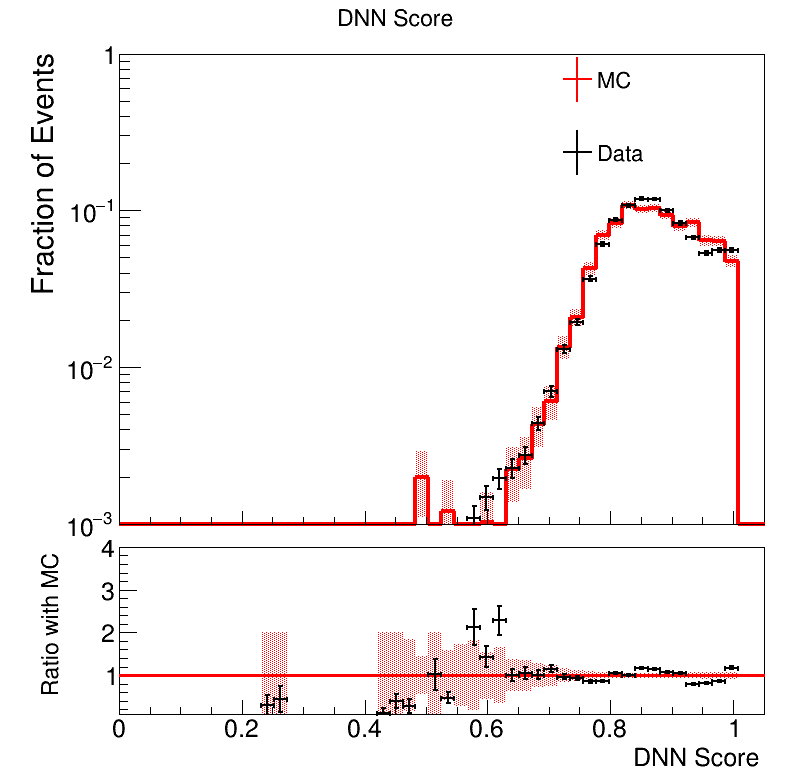 DNN Score
Fraction of Events
1
10⁻¹
10⁻²
10⁻³
MC
Data
Ratio with MC
4
3
2
1
0 0.2 0.4 0.6 0.8 1
DNN Score